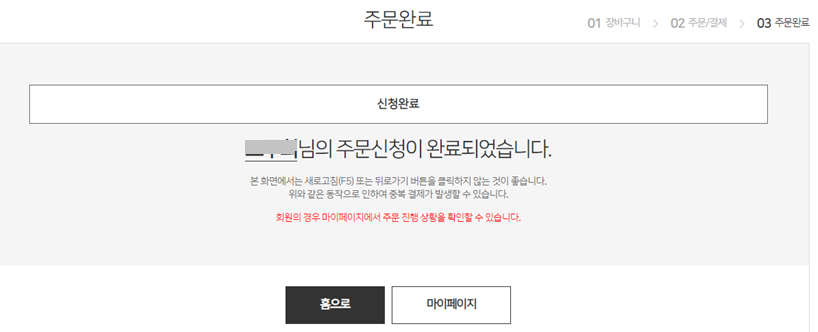 주문완료
01 장바구니 > 02 주문/결제 > 03 주문완료
신청완료
님의 주문신청이 완료되었습니다.
본 화면에서는 새로고침(F5) 또는 뒤로가기 버튼을 클릭하지 않는 것이 좋습니다.
위와 같은 동작으로 인하여 중복 결제가 발생할 수 있습니다.
회원의 경우 마이페이지에서 주문 진행 상황을 확인할 수 있습니다.
홈으로 마이페이지